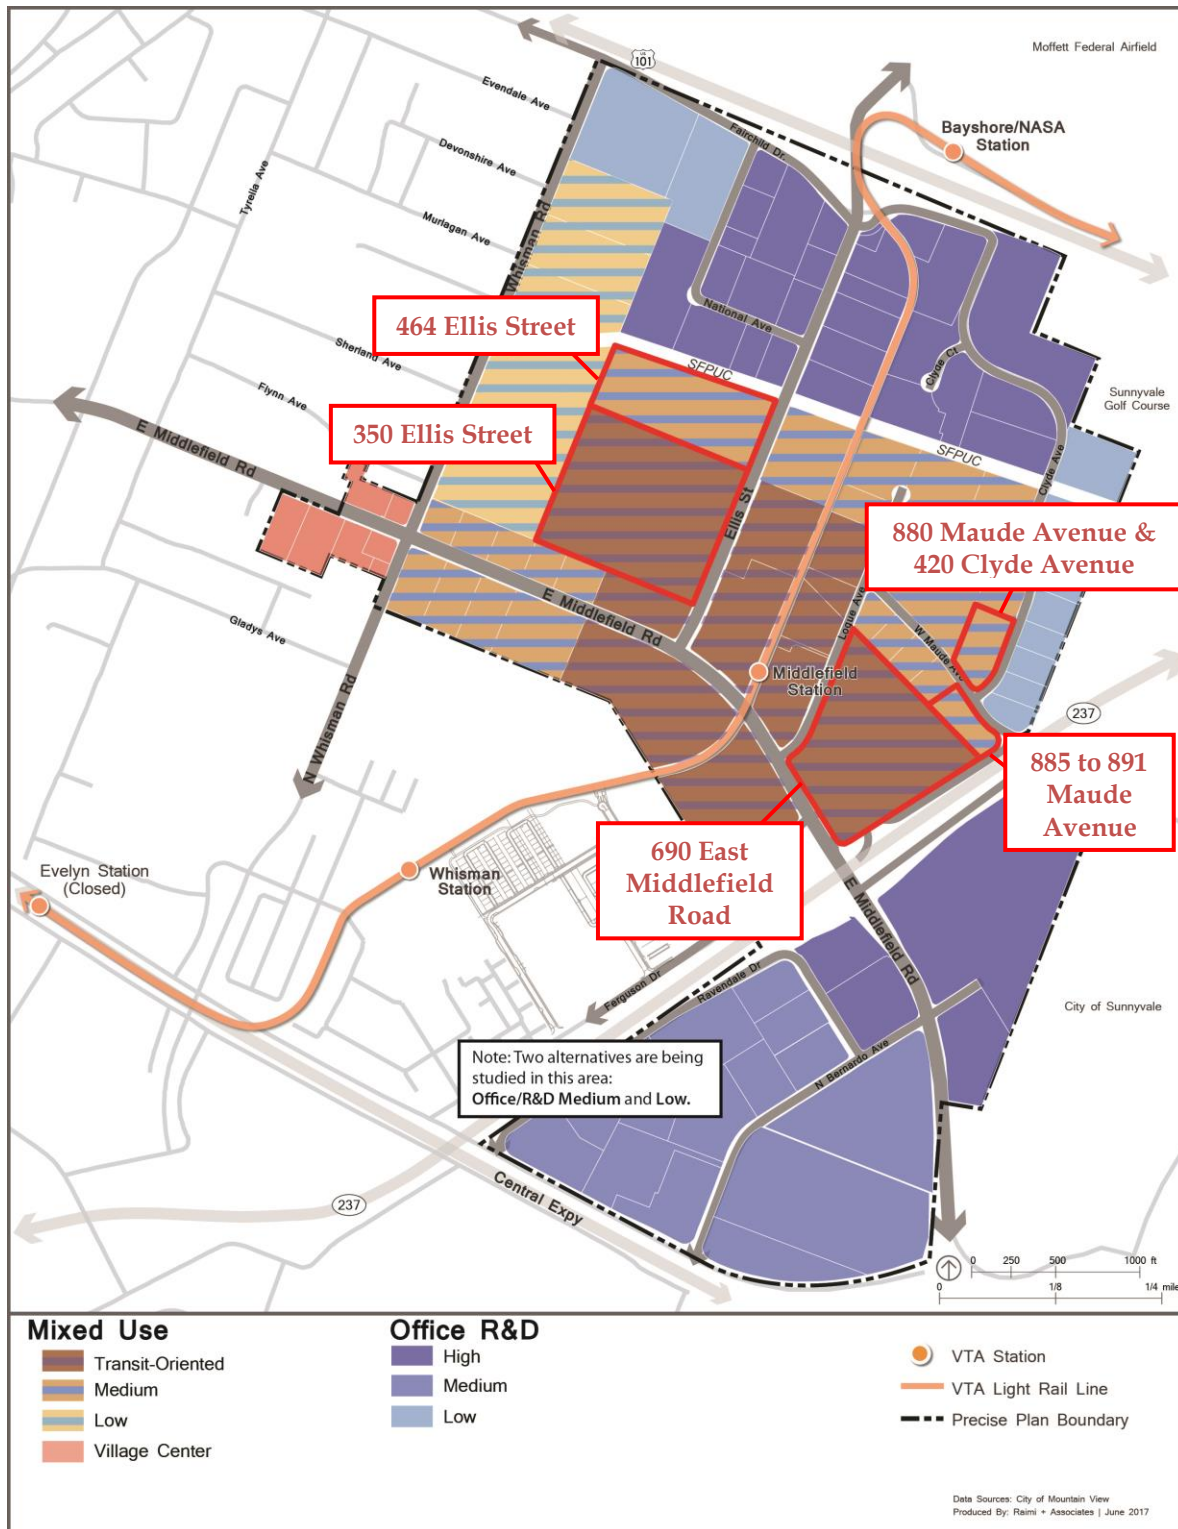 Moffett Federal Airfield
US
101
Evendale Ave
Fairchild Dr.
Bayshore/NASA
Station
Devonshire Ave
Tyrella Ave
Murlagan Ave
Whisman Rd
464 Ellis Street
National Ave
SFPUC
Clyde Ct
Sherland Ave
Sunnyvale
Golf Course
Flynn Ave
350 Ellis Street
E Middlefield Rd
SFPUC
Clyde Ave
Ellis St
880 Maude Avenue &
420 Clyde Avenue
E Middlefield Rd
Logue Ave
W Maude Ave
Gladys Ave
Middlefield
Station
N Whisman Rd
237
885 to 891
Maude
Avenue
690 East
Middlefield
Road
Evelyn Station
(Closed)
Whisman
Station
E Middlefield Rd
Ferguson Dr
Ravendale Dr
City of Sunnyvale
Note: Two alternatives are being
studied in this area:
Office/R&D Medium and Low.
N Bernardo Ave
Central Expy
237
0 250 500 1000 ft
0 1/8 1/4 mile
Mixed Use
Transit-Oriented
Medium
Low
Village Center
Office R&D
High
Medium
Low
VTA Station
VTA Light Rail Line
Precise Plan Boundary
Data Sources: City of Mountain View
Produced By: Raimi + Associates | June 2017